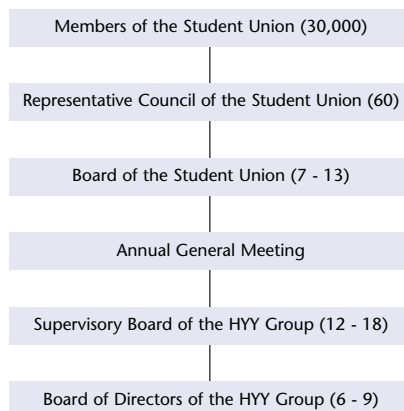 Members of the Student Union (30,000)
Representative Council of the Student Union (60)
Board of the Student Union (7 - 13)
Annual General Meeting
Supervisory Board of the HYY Group (12 - 18)
Board of Directors of the HYY Group (6 - 9)